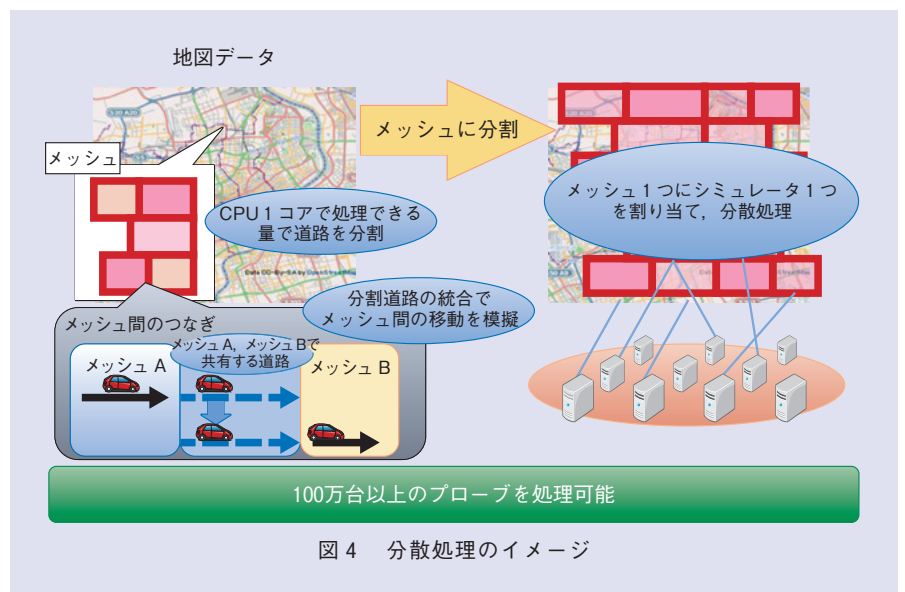 地図データ
メッシュに分割
メッシュ
CPU 1 コアで処理できる
量で道路を分割
メッシュ 1 つにシミュレータ 1 つ
を割り当て，分散処理
分割道路の統合で
メッシュ間の移動を模擬
メッシュ間のつなぎ
メッシュ A
メッシュA，メッシュBで
共有する道路
メッシュ B
100万台以上のプローブを処理可能
図 4　分散処理のイメージ